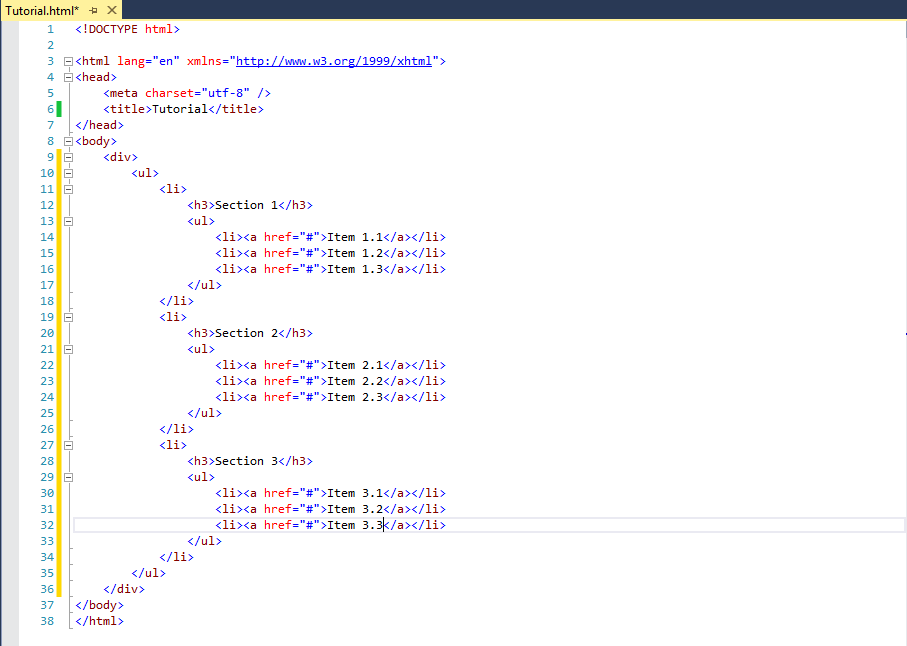 Tutorial.html*
1 <!DOCTYPE html>
2
3 <html lang="en" xmlns="http://www.w3.org/1999/xhtml">
4 <head>
5     <meta charset="utf-8" />
6     <title>Tutorial</title>
7 </head>
8 <body>
9     <div>
10         <ul>
11             <li>
12                 <h3>Section 1</h3>
13                 <ul>
14                     <li><a href="#">Item 1.1</a></li>
15                     <li><a href="#">Item 1.2</a></li>
16                     <li><a href="#">Item 1.3</a></li>
17                 </ul>
18             </li>
19             <li>
20                 <h3>Section 2</h3>
21                 <ul>
22                     <li><a href="#">Item 2.1</a></li>
23                     <li><a href="#">Item 2.2</a></li>
24                     <li><a href="#">Item 2.3</a></li>
25                 </ul>
26             </li>
27             <li>
28                 <h3>Section 3</h3>
29                 <ul>
30                     <li><a href="#">Item 3.1</a></li>
31                     <li><a href="#">Item 3.2</a></li>
32                     <li><a href="#">Item 3.3</a></li>
33                 </ul>
34             </li>
35         </ul>
36     </div>
37 </body>
38 </html>